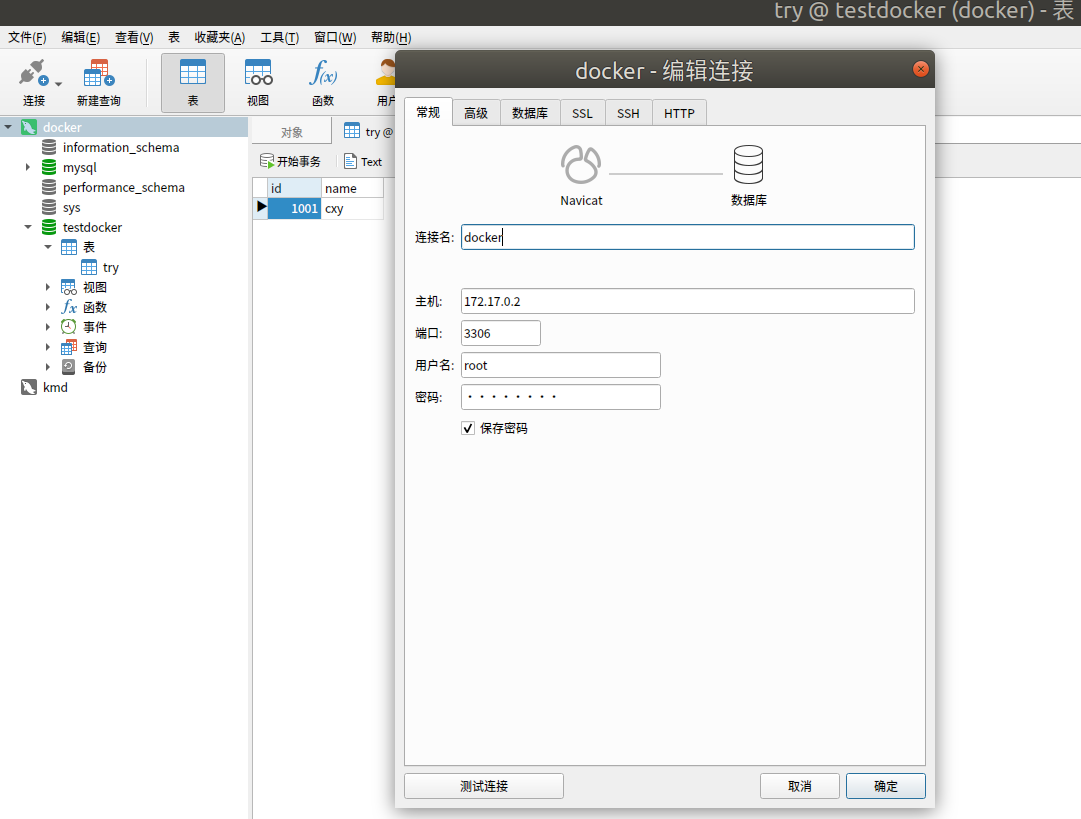 try @ testdocker (docker) - 表
文件(F) 编辑(E) 查看(V) 表 收藏夹(A) 工具(T) 窗口(W) 帮助(H)
连接 新建查询 表 视图 函数 用户
docker - 编辑连接
常规 高级 数据库 SSL SSH HTTP
docker
information_schema
mysql
performance_schema
sys
testdocker
表
try
视图
函数
事件
查询
备份
kmd
对象 try @
开始事务 Text
id name
1001 cxy
Navicat 数据库
连接名: docker
主机: 172.17.0.2
端口: 3306
用户名: root
密码: ········
保存密码
测试连接 取消 确定